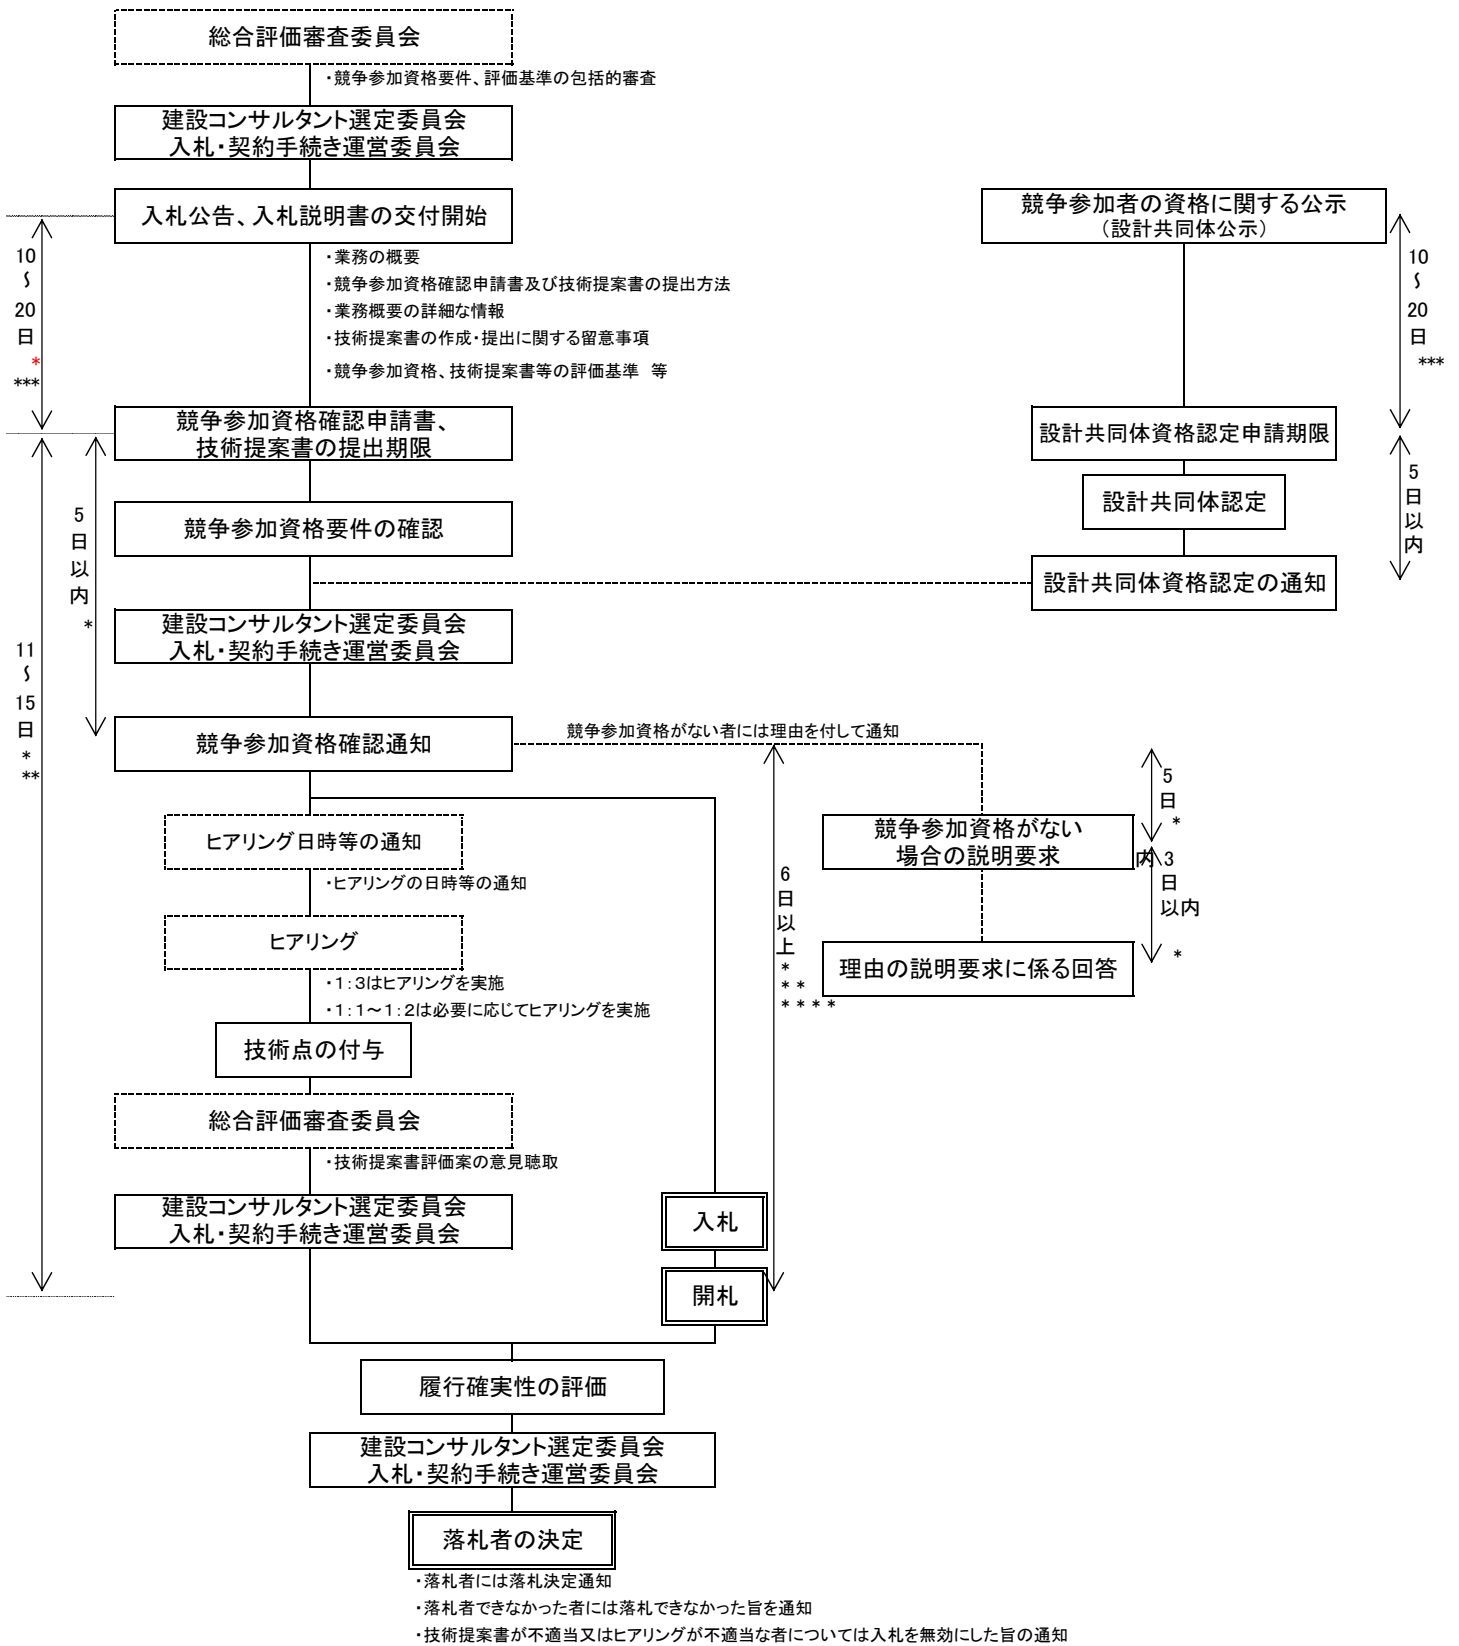 総合評価審査委員会
・競争参加資格要件、評価基準の包括的審査
建設コンサルタント選定委員会
入札・契約手続き運営委員会
入札公告、入札説明書の交付開始
・業務の概要
・競争参加資格確認申請書及び技術提案書の提出方法
・業務概要の詳細な情報
・技術提案書の作成・提出に関する留意事項
・競争参加資格、技術提案書等の評価基準　等
10～20日
*
***
競争参加者の資格に関する公示
（設計共同体公示）
10～20日
***
競争参加資格確認申請書、
技術提案書の提出期限
設計共同体資格認定申請期限
設計共同体認定
設計共同体資格認定の通知
5日以内
競争参加資格要件の確認
5日以内
*
建設コンサルタント選定委員会
入札・契約手続き運営委員会
11～15日
*
**
競争参加資格確認通知
競争参加資格がない者には理由を付して通知
5日
*
競争参加資格がない
場合の説明要求
内
3日以内
*
理由の説明要求に係る回答
6日以上
*
**
****
ヒアリング日時等の通知
・ヒアリングの日時等の通知
ヒアリング
・1：3はヒアリングを実施
・1：1～1：2は必要に応じてヒアリングを実施
技術点の付与
総合評価審査委員会
・技術提案書評価案の意見聴取
建設コンサルタント選定委員会
入札・契約手続き運営委員会
入札
開札
履行確実性の評価
建設コンサルタント選定委員会
入札・契約手続き運営委員会
落札者の決定
・落札者には落札決定通知
・落札者できなかった者には落札できなかった旨を通知
・技術提案書が不適当又はヒアリングが不適当な者については入札を無効にした旨の通知